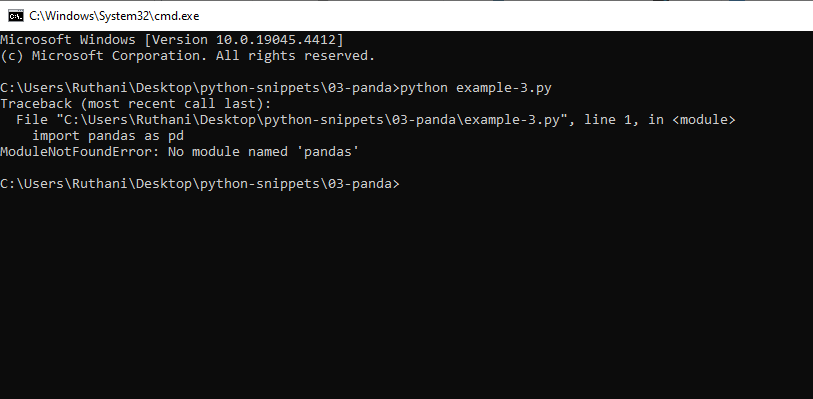 C:\Windows\System32\cmd.exe
Microsoft Windows [Version 10.0.19045.4412]
(c) Microsoft Corporation. All rights reserved.
C:\Users\Ruthani\Desktop\python-snippets\03-panda>python example-3.py
Traceback (most recent call last):
  File "C:\Users\Ruthani\Desktop\python-snippets\03-panda\example-3.py", line 1, in <module>
    import pandas as pd
ModuleNotFoundError: No module named 'pandas'
C:\Users\Ruthani\Desktop\python-snippets\03-panda>